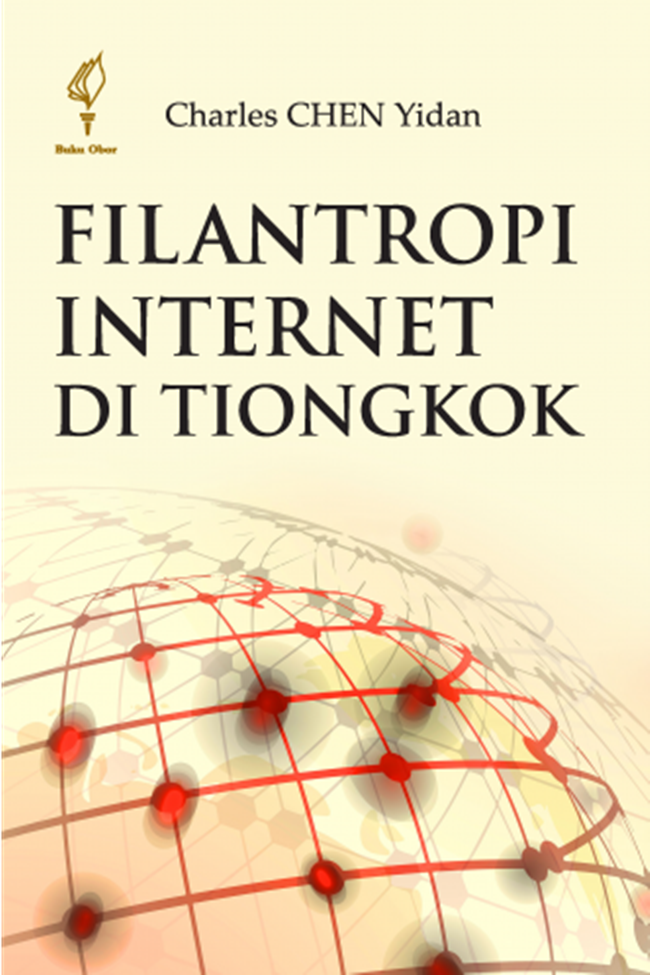 Buku Obor
Charles CHEN Yidan
FILANTROPI
INTERNET
DI TIONGKOK